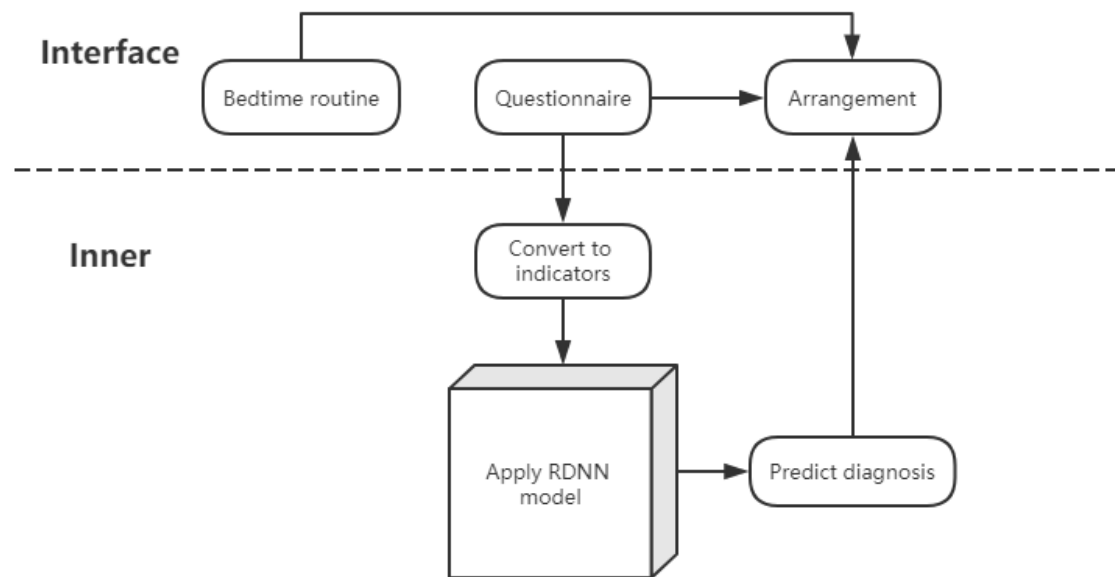 Interface
Bedtime routine
Questionnaire
Arrangement
Inner
Convert to
indicators
Apply RDNN
model
Predict diagnosis